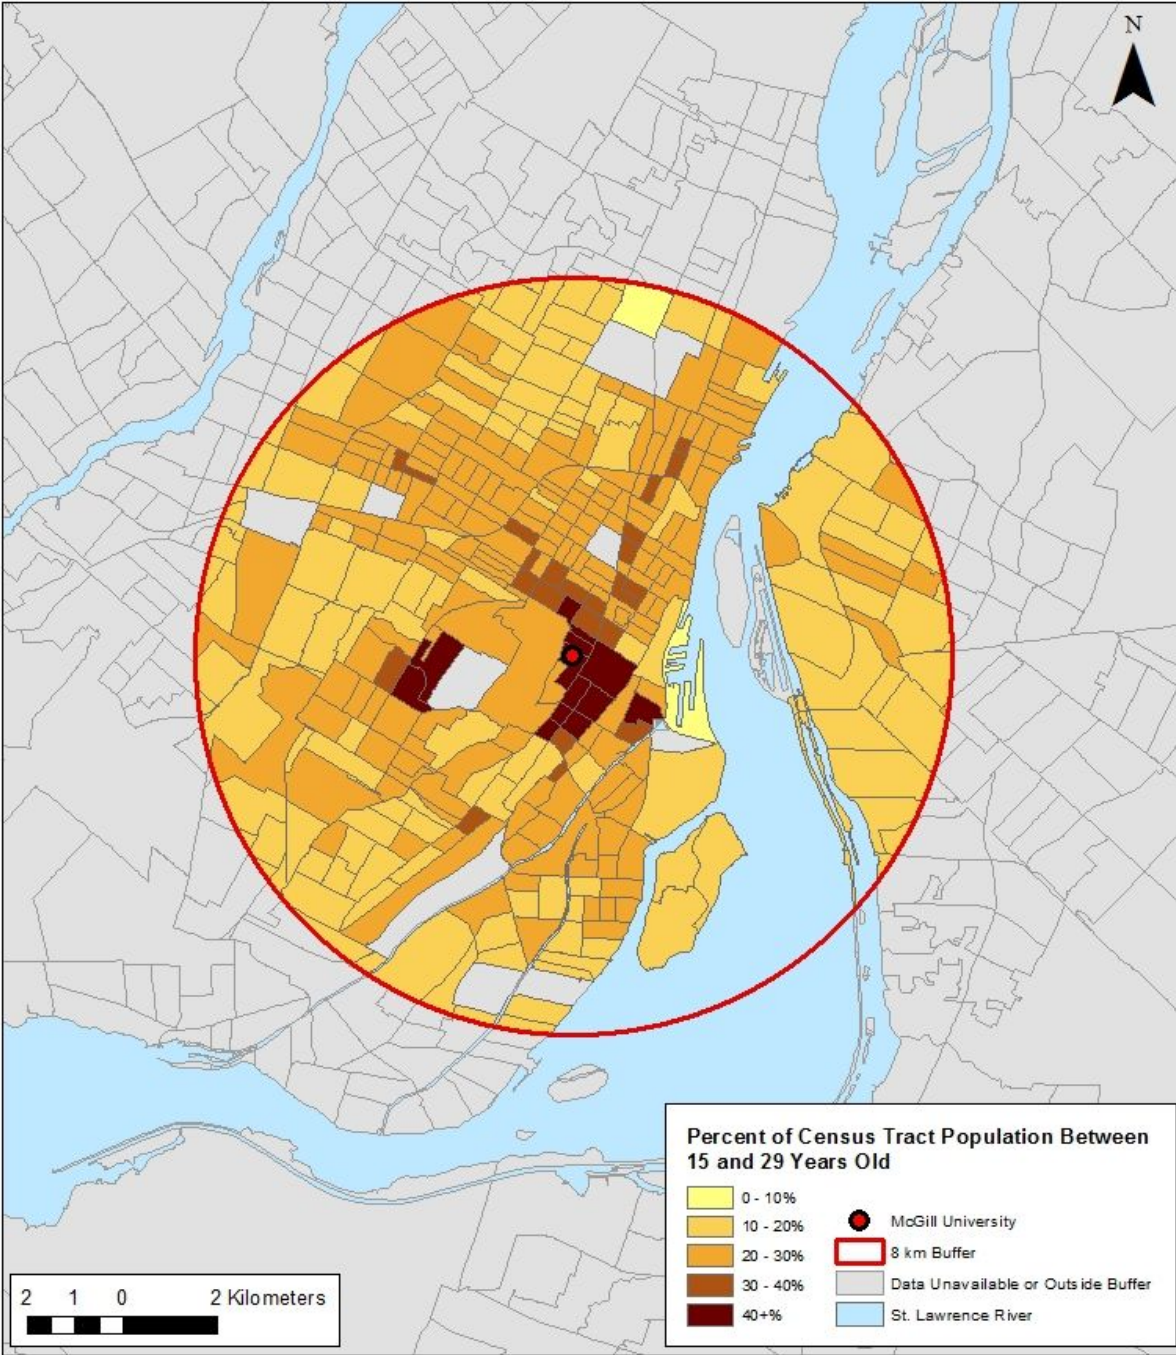 N
Percent of Census Tract Population Between
15 and 29 Years Old
0 - 10%
10 - 20%
20 - 30%
30 - 40%
40+%
McGill University
8 km Buffer
Data Unavailable or Outside Buffer
St. Lawrence River
2 1 0 2 Kilometers